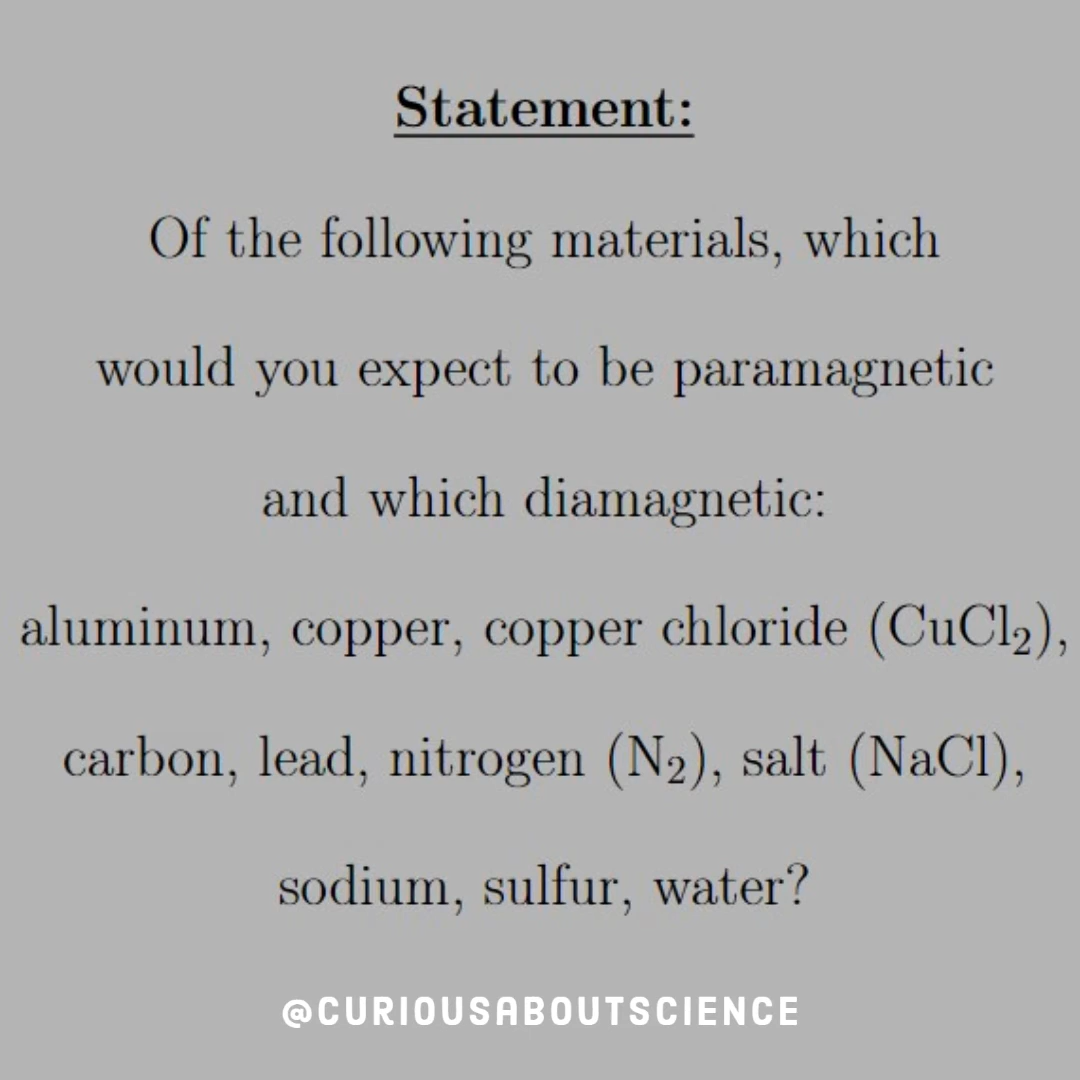 Statement:
Of the following materials, which
would you expect to be paramagnetic
and which diamagnetic:
aluminum, copper, copper chloride (CuCl₂),
carbon, lead, nitrogen (N₂), salt (NaCl),
sodium, sulfur, water?
@CURIOUSABOUTSCIENCE